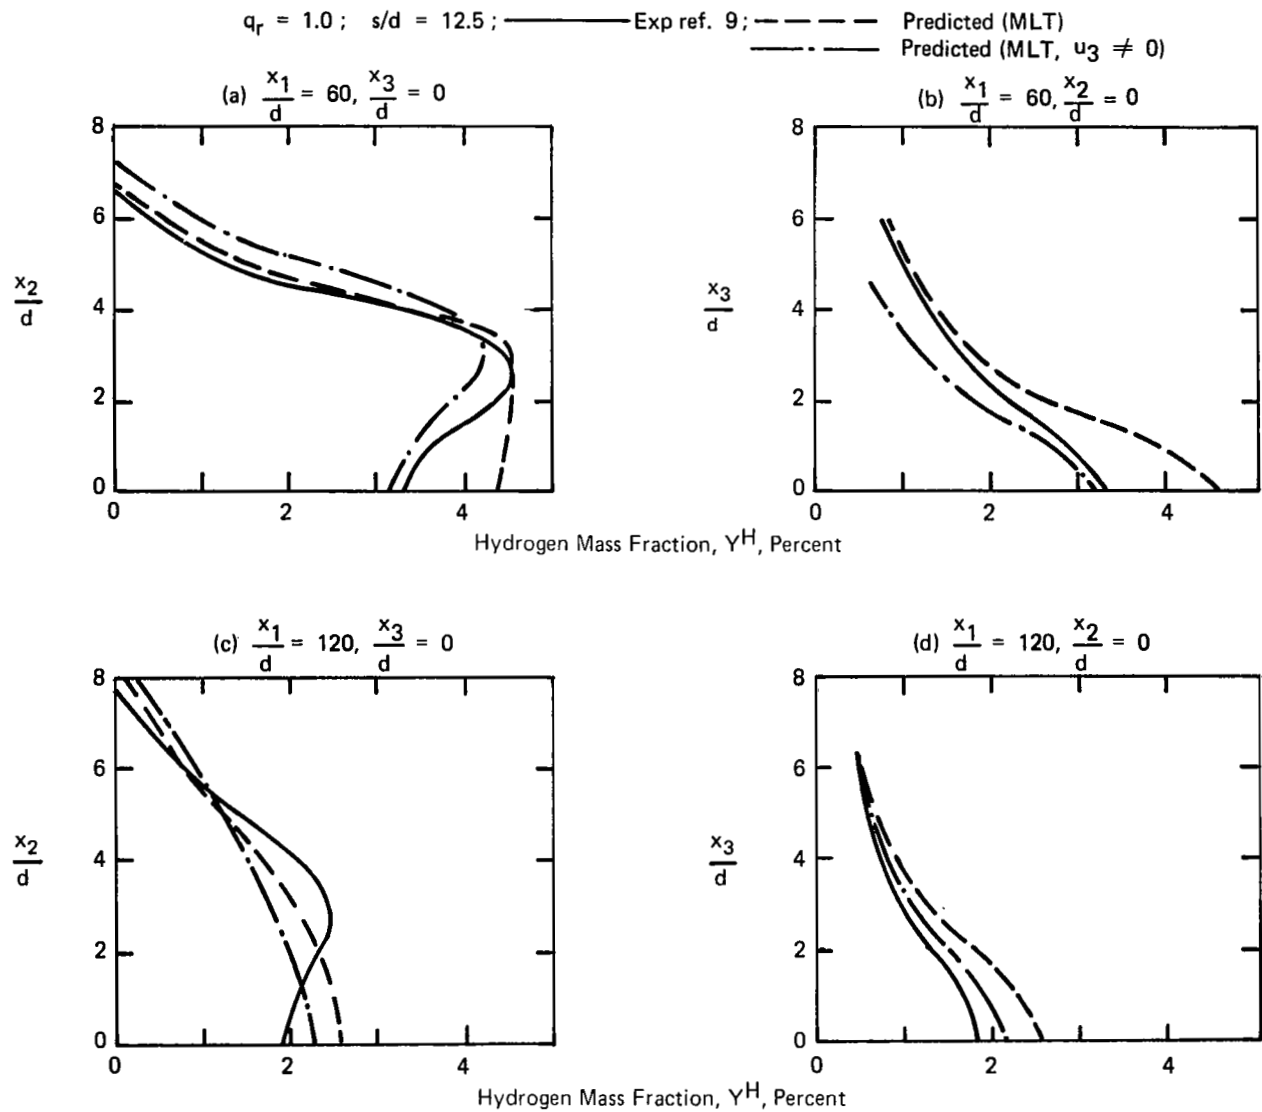 q_r = 1.0 ; s/d = 12.5 ; Exp ref. 9; Predicted (MLT)
Predicted (MLT, u_3 ≠ 0)
(a) x_1/d = 60, x_3/d = 0
(b) x_1/d = 60, x_2/d = 0
8
6
x_2/d
4
2
0
0 2 4
8
6
x_3/d
4
2
0
0 2 4
Hydrogen Mass Fraction, Y^H, Percent
(c) x_1/d = 120, x_3/d = 0
(d) x_1/d = 120, x_2/d = 0
8
6
x_2/d
4
2
0
0 2 4
8
6
x_3/d
4
2
0
0 2 4
Hydrogen Mass Fraction, Y^H, Percent